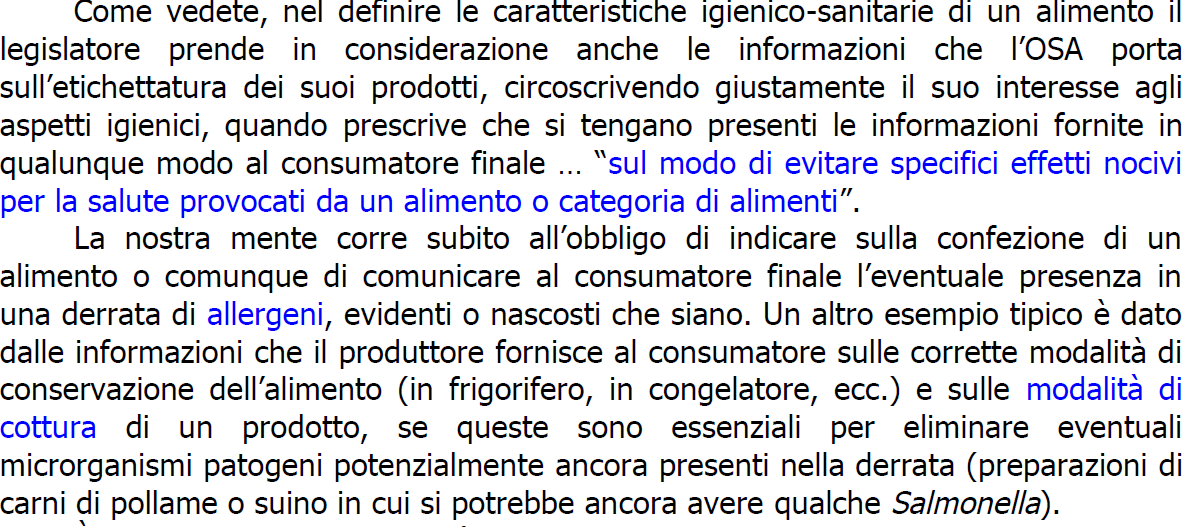 Come vedete, nel definire le caratteristiche igienico-sanitarie di un alimento il
legislatore prende in considerazione anche le informazioni che l’OSA porta
sull’etichettatura dei suoi prodotti, circoscrivendo giustamente il suo interesse agli
aspetti igienici, quando prescrive che si tengano presenti le informazioni fornite in
qualunque modo al consumatore finale … “sul modo di evitare specifici effetti nocivi
per la salute provocati da un alimento o categoria di alimenti”.
La nostra mente corre subito all’obbligo di indicare sulla confezione di un
alimento o comunque di comunicare al consumatore finale l’eventuale presenza in
una derrata di allergeni, evidenti o nascosti che siano. Un altro esempio tipico è dato
dalle informazioni che il produttore fornisce al consumatore sulle corrette modalità di
conservazione dell’alimento (in frigorifero, in congelatore, ecc.) e sulle modalità di
cottura di un prodotto, se queste sono essenziali per eliminare eventuali
microrganismi patogeni potenzialmente ancora presenti nella derrata (preparazioni di
carni di pollame o suino in cui si potrebbe ancora avere qualche Salmonella).